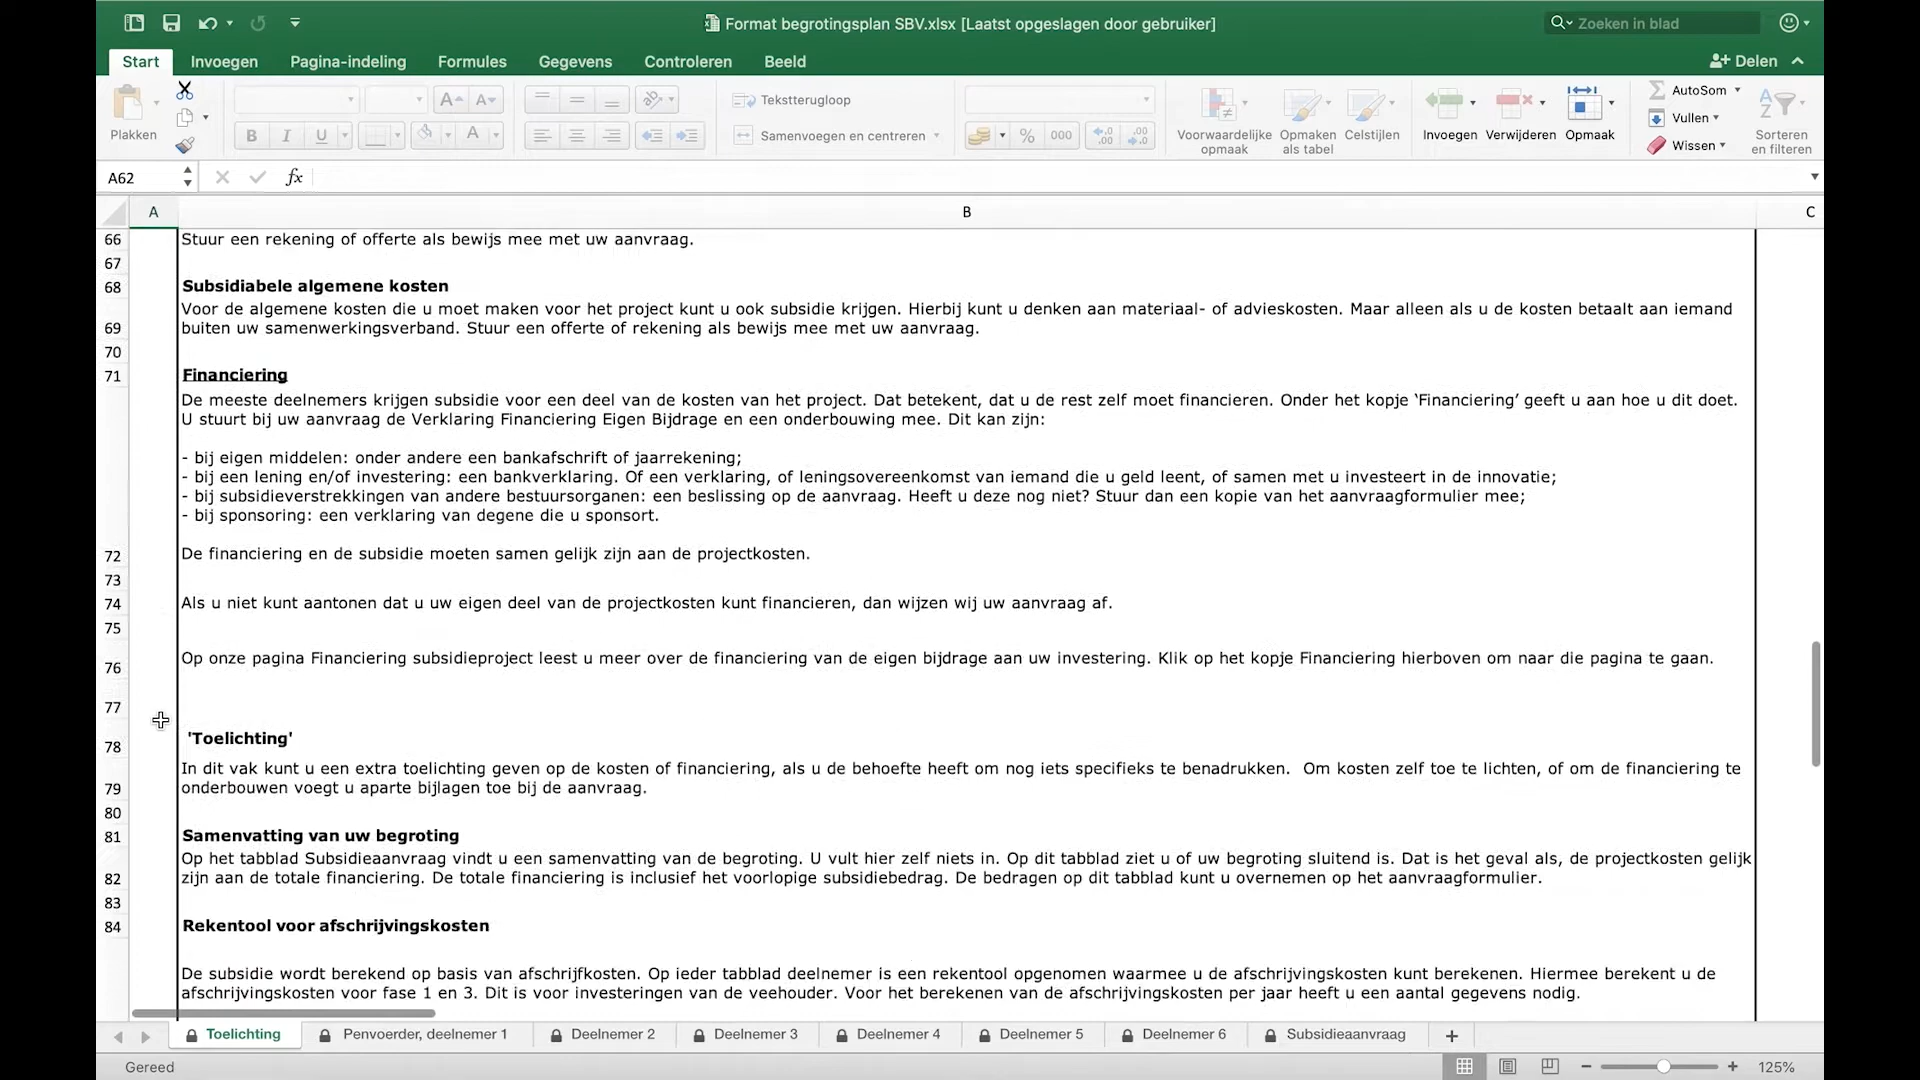 Format begrotingsplan SBV.xlsx [Laatst opgeslagen door gebruiker]
Zoeken in blad
Start Invoegen Pagina-indeling Formules Gegevens Controleren Beeld Delen
Plakken
B I U A A A
Tekstterugloop
Samenvoegen en centreren
% 000
Voorwaardelijke opmaak
Opmaken als tabel
Celstijlen
Invoegen Verwijderen Opmaak
AutoSom
Vullen
Wissen
Sorteren en filteren
A62 fx
A B C
66 Stuur een rekening of offerte als bewijs mee met uw aanvraag.
67
68 Subsidiabele algemene kosten
Voor de algemene kosten die u moet maken voor het project kunt u ook subsidie krijgen. Hierbij kunt u denken aan materiaal- of advieskosten. Maar alleen als u de kosten betaalt aan iemand
69 buiten uw samenwerkingsverband. Stuur een offerte of rekening als bewijs mee met uw aanvraag.
70
71 Financiering
De meeste deelnemers krijgen subsidie voor een deel van de kosten van het project. Dat betekent, dat u de rest zelf moet financieren. Onder het kopje ‘Financiering’ geeft u aan hoe u dit doet.
U stuurt bij uw aanvraag de Verklaring Financiering Eigen Bijdrage en een onderbouwing mee. Dit kan zijn:
- bij eigen middelen: onder andere een bankafschrift of jaarrekening;
- bij een lening en/of investering: een bankverklaring. Of een verklaring, of leningsovereenkomst van iemand die u geld leent, of samen met u investeert in de innovatie;
- bij subsidieverstrekkingen van andere bestuursorganen: een beslissing op de aanvraag. Heeft u deze nog niet? Stuur dan een kopie van het aanvraagformulier mee;
- bij sponsoring: een verklaring van degene die u sponsort.
72 De financiering en de subsidie moeten samen gelijk zijn aan de projectkosten.
73
74 Als u niet kunt aantonen dat u uw eigen deel van de projectkosten kunt financieren, dan wijzen wij uw aanvraag af.
75
76 Op onze pagina Financiering subsidieproject leest u meer over de financiering van de eigen bijdrage aan uw investering. Klik op het kopje Financiering hierboven om naar die pagina te gaan.
77
78 'Toelichting'
In dit vak kunt u een extra toelichting geven op de kosten of financiering, als u de behoefte heeft om nog iets specifieks te benadrukken.  Om kosten zelf toe te lichten, of om de financiering te
79 onderbouwen voegt u aparte bijlagen toe bij de aanvraag.
80
81 Samenvatting van uw begroting
Op het tabblad Subsidieaanvraag vindt u een samenvatting van de begroting. U vult hier zelf niets in. Op dit tabblad ziet u of uw begroting sluitend is. Dat is het geval als, de projectkosten gelijk
82 zijn aan de totale financiering. De totale financiering is inclusief het voorlopige subsidiebedrag. De bedragen op dit tabblad kunt u overnemen op het aanvraagformulier.
83
84 Rekentool voor afschrijvingskosten
De subsidie wordt berekend op basis van afschrijfkosten. Op ieder tabblad deelnemer is een rekentool opgenomen waarmee u de afschrijvingskosten kunt berekenen. Hiermee berekent u de
afschrijvingskosten voor fase 1 en 3. Dit is voor investeringen van de veehouder. Voor het berekenen van de afschrijvingskosten per jaar heeft u een aantal gegevens nodig.
Toelichting Penvoerder, deelnemer 1 Deelnemer 2 Deelnemer 3 Deelnemer 4 Deelnemer 5 Deelnemer 6 Subsidieaanvraag +
Gereed 125%